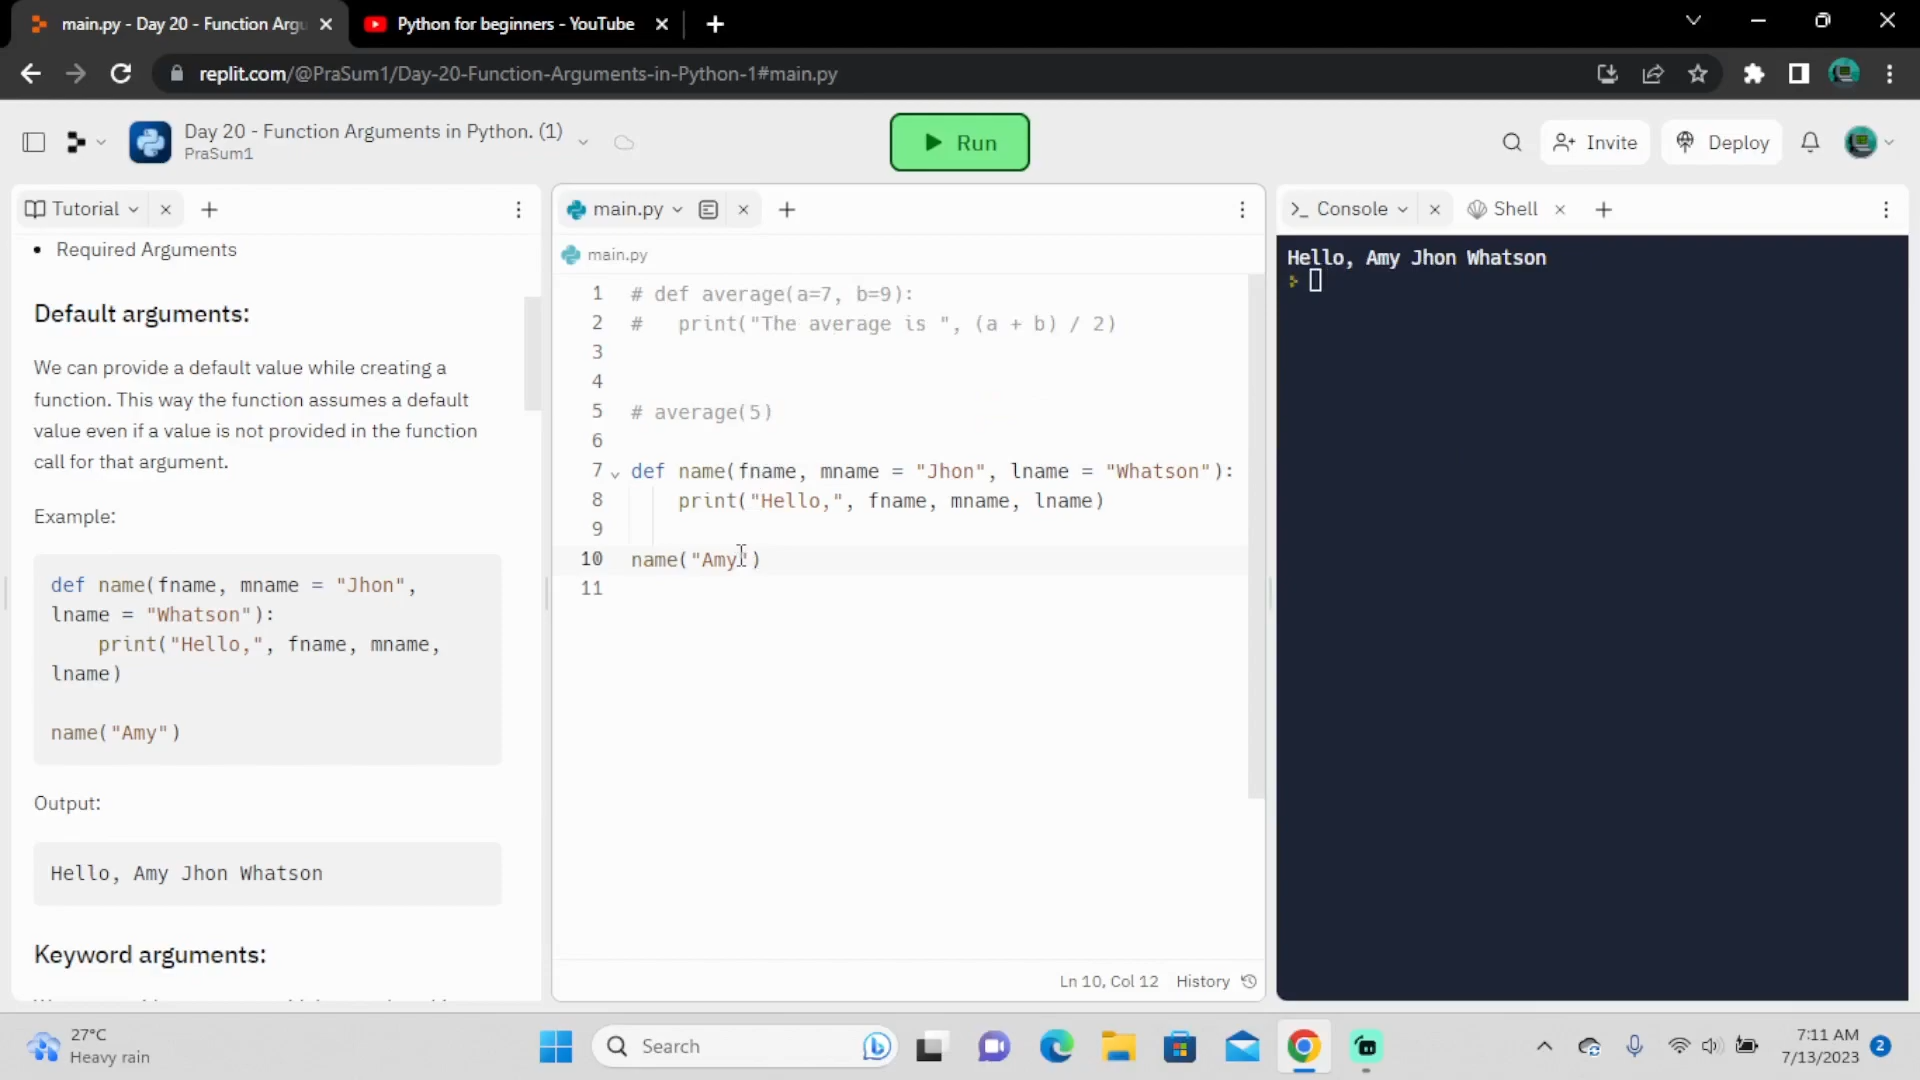 main.py - Day 20 - Function Argu
Python for beginners - YouTube
replit.com/@PraSum1/Day-20-Function-Arguments-in-Python-1#main.py
Day 20 - Function Arguments in Python. (1)
PraSum1
Run
Invite
Deploy
Tutorial
main.py
Console
Shell
Required Arguments
Default arguments:
We can provide a default value while creating a
function. This way the function assumes a default
value even if a value is not provided in the function
call for that argument.
Example:
def name(fname, mname = "Jhon",
lname = "Whatson"):
    print("Hello,", fname, mname,
lname)
name("Amy")
Output:
Hello, Amy Jhon Whatson
Keyword arguments:
main.py
1 # def average(a=7, b=9):
2 #   print("The average is ", (a + b) / 2)
3
4
5 # average(5)
6
7 def name(fname, mname = "Jhon", lname = "Whatson"):
8     print("Hello,", fname, mname, lname)
9
10 name("Amy")
11
Ln 10, Col 12 History
Hello, Amy Jhon Whatson
27°C
Heavy rain
Search
7:11 AM
7/13/2023
2